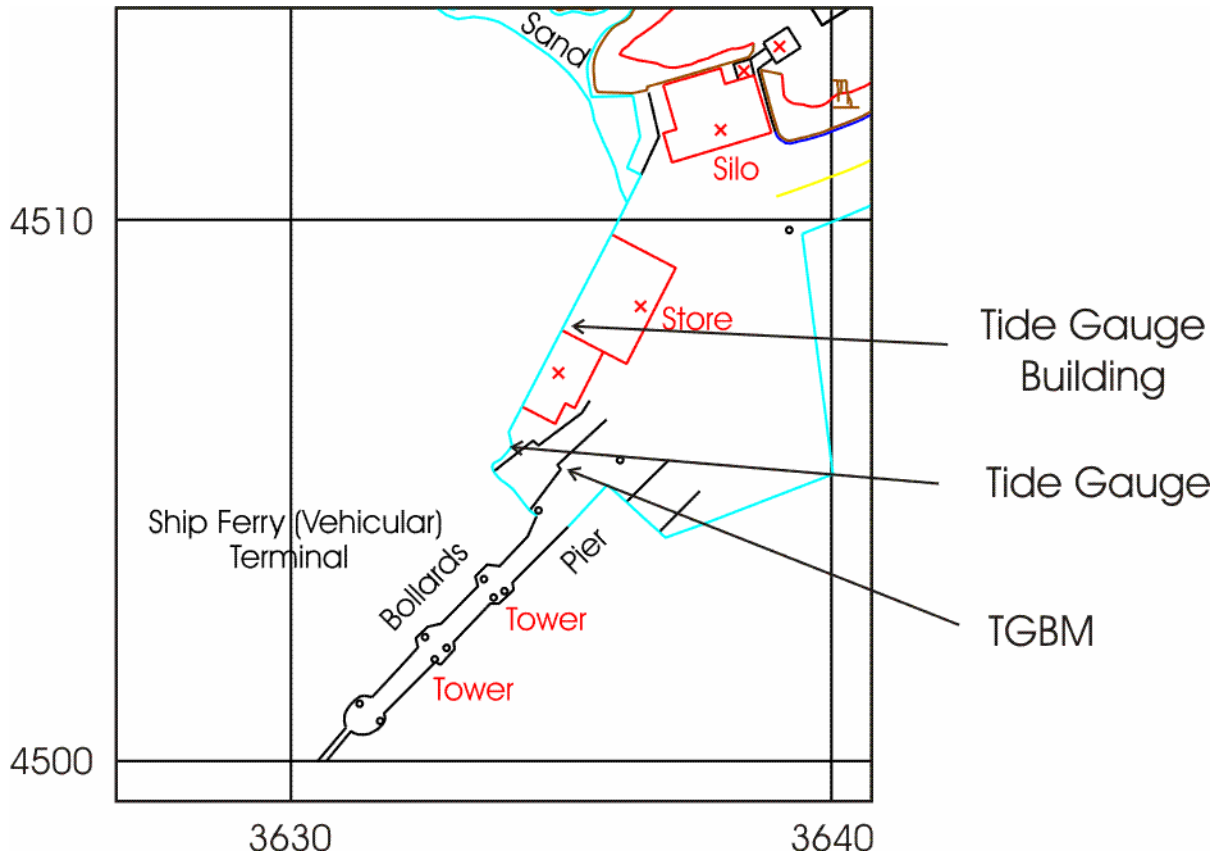 Sand
Silo
4510
Store
Tide Gauge
Building
Tide Gauge
Ship Ferry (Vehicular)
Terminal
Pier
Bollards
Tower
TGBM
Tower
4500
3630
3640